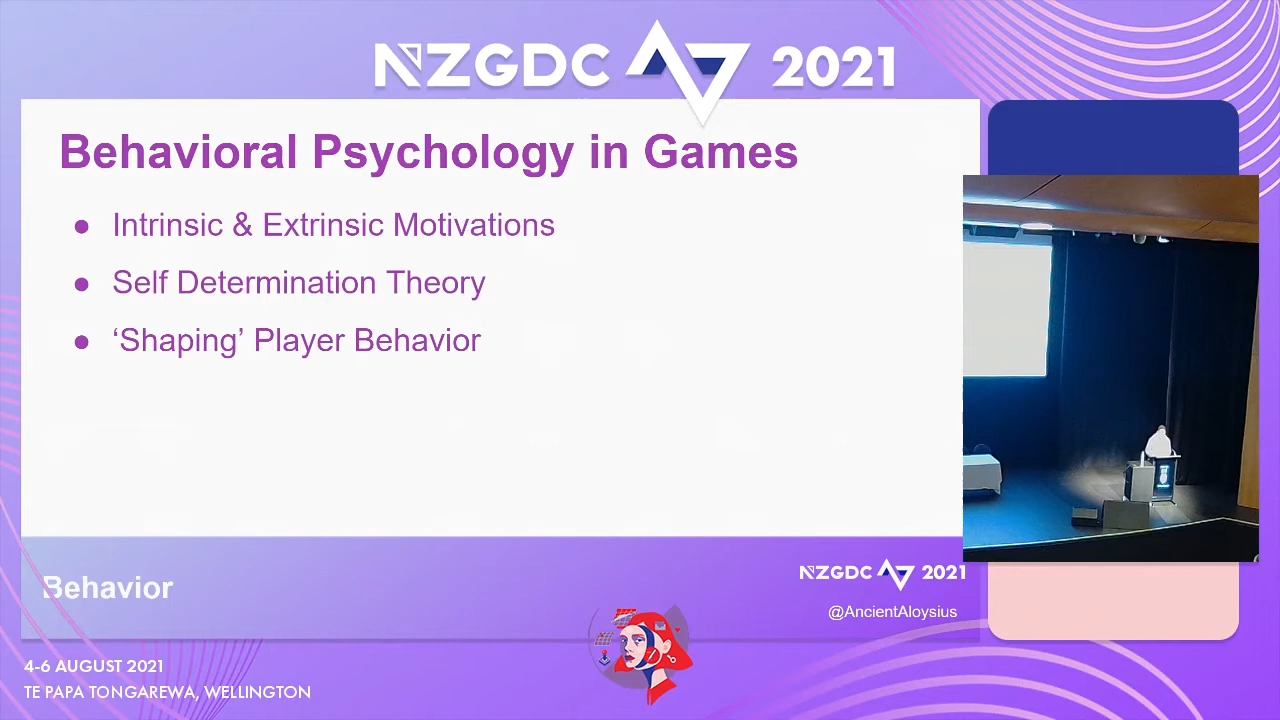 NZGDC 2021
Behavioral Psychology in Games
● Intrinsic & Extrinsic Motivations
● Self Determination Theory
● ‘Shaping’ Player Behavior
Behavior
NZGDC 2021
@AncientAloysius
4-6 AUGUST 2021
TE PAPA TONGAREWA, WELLINGTON